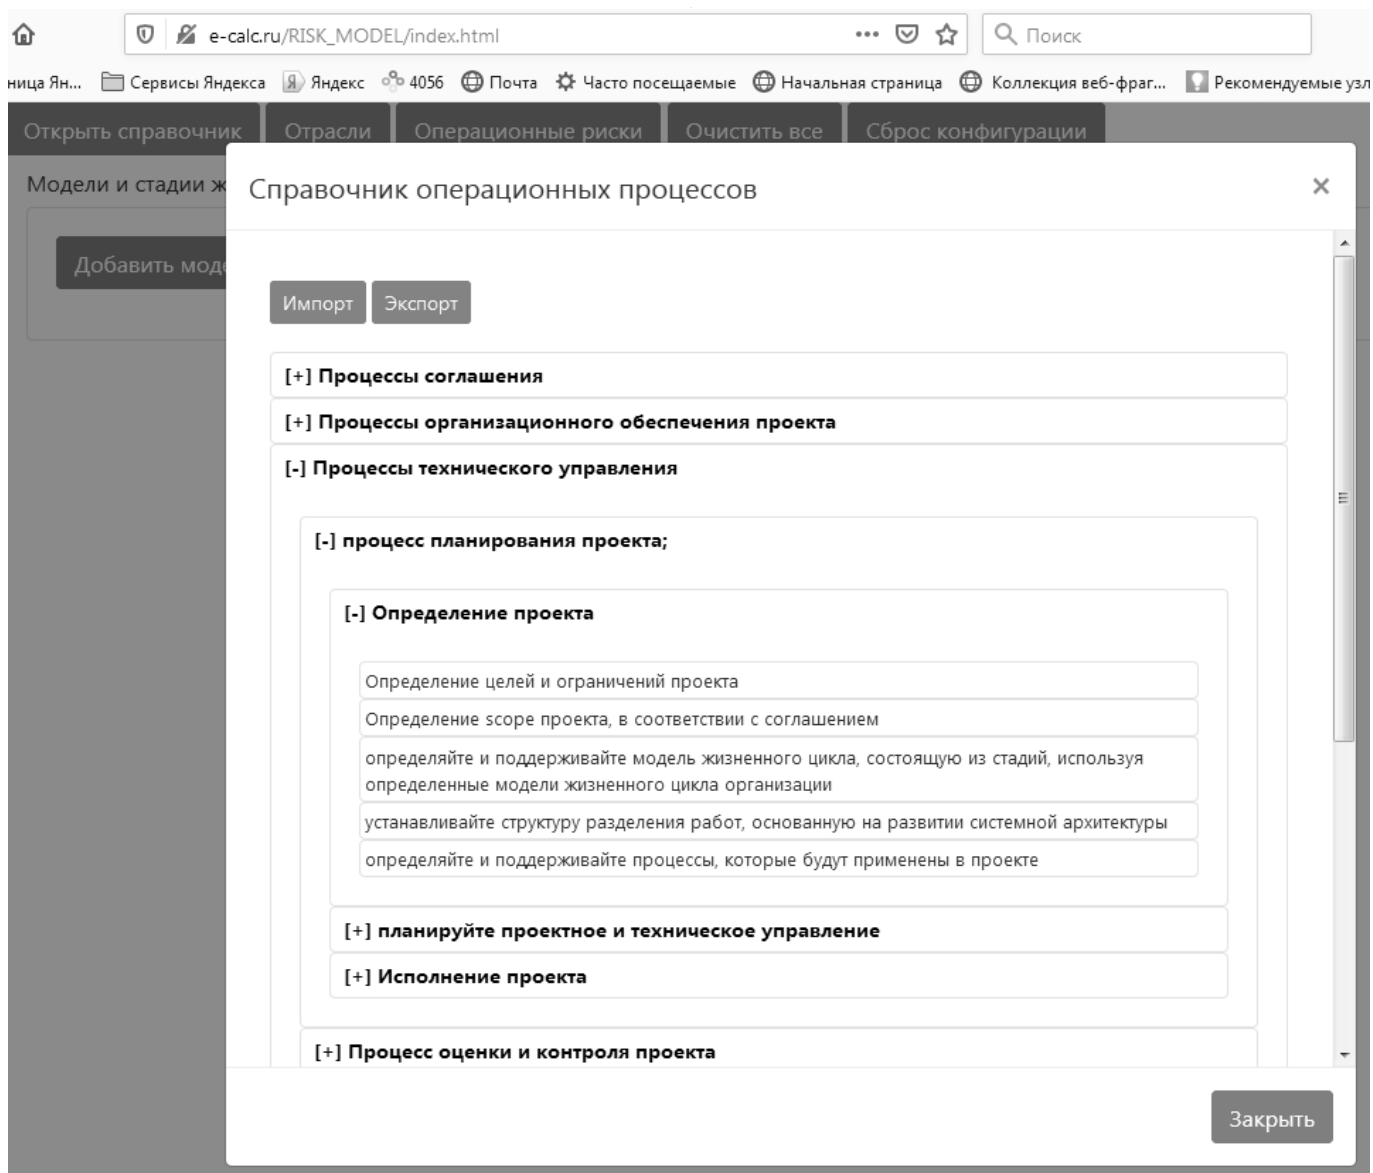 e-calc.ru/RISK_MODEL/index.html
Поиск
ница Ян... Сервисы Яндекса Яндекс 4056 Почта Часто посещаемые Начальная страница Коллекция веб-фраг... Рекомендуемые узл
Открыть справочник Отрасли Операционные риски Очистить все Сброс конфигурации
Модели и стадии ж
Справочник операционных процессов ×
Добавить моде
Импорт Экспорт
[+] Процессы соглашения
[+] Процессы организационного обеспечения проекта
[-] Процессы технического управления
[-] процесс планирования проекта;
[-] Определение проекта
Определение целей и ограничений проекта
Определение scope проекта, в соответствии с соглашением
определяйте и поддерживайте модель жизненного цикла, состоящую из стадий, используя
определенные модели жизненного цикла организации
устанавливайте структуру разделения работ, основанную на развитии системной архитектуры
определяйте и поддерживайте процессы, которые будут применены в проекте
[+] планируйте проектное и техническое управление
[+] Исполнение проекта
[+] Процесс оценки и контроля проекта
Закрыть